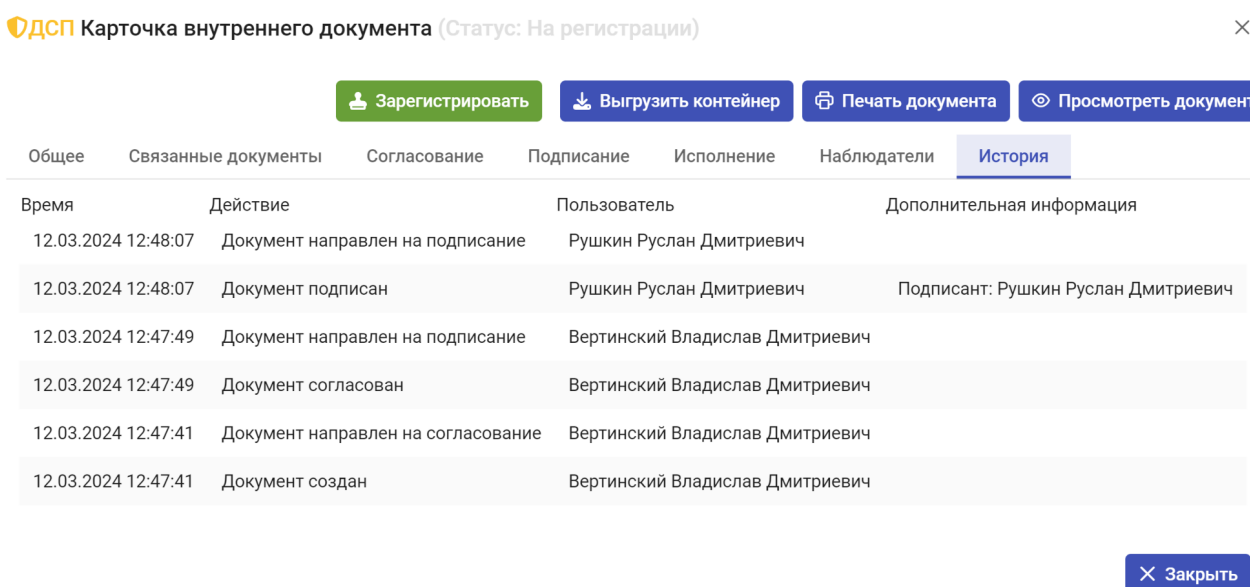 ДСП Карточка внутреннего документа (Статус: На регистрации)
Зарегистрировать Выгрузить контейнер Печать документа Просмотреть документ
Общее Связанные документы Согласование Подписание Исполнение Наблюдатели История
Время Действие Пользователь Дополнительная информация
12.03.2024 12:48:07 Документ направлен на подписание Рушкин Руслан Дмитриевич
12.03.2024 12:48:07 Документ подписан Рушкин Руслан Дмитриевич Подписант: Рушкин Руслан Дмитриевич
12.03.2024 12:47:49 Документ направлен на подписание Вертинский Владислав Дмитриевич
12.03.2024 12:47:49 Документ согласован Вертинский Владислав Дмитриевич
12.03.2024 12:47:41 Документ направлен на согласование Вертинский Владислав Дмитриевич
12.03.2024 12:47:41 Документ создан Вертинский Владислав Дмитриевич
Закрыть